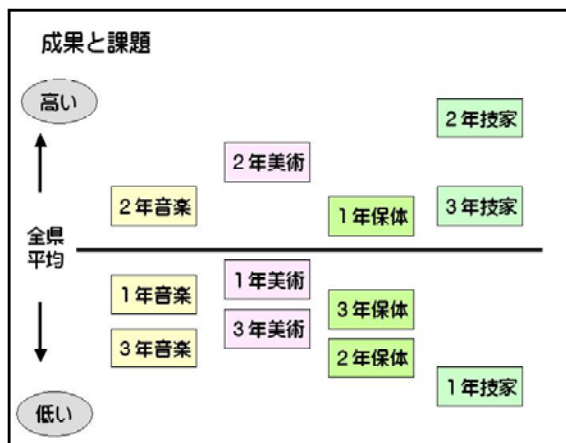 成果と課題
高い
２年技家
２年美術
２年音楽
１年保体
３年技家
全県
平均
１年音楽
１年美術
３年保体
３年音楽
３年美術
２年保体
１年技家
低い